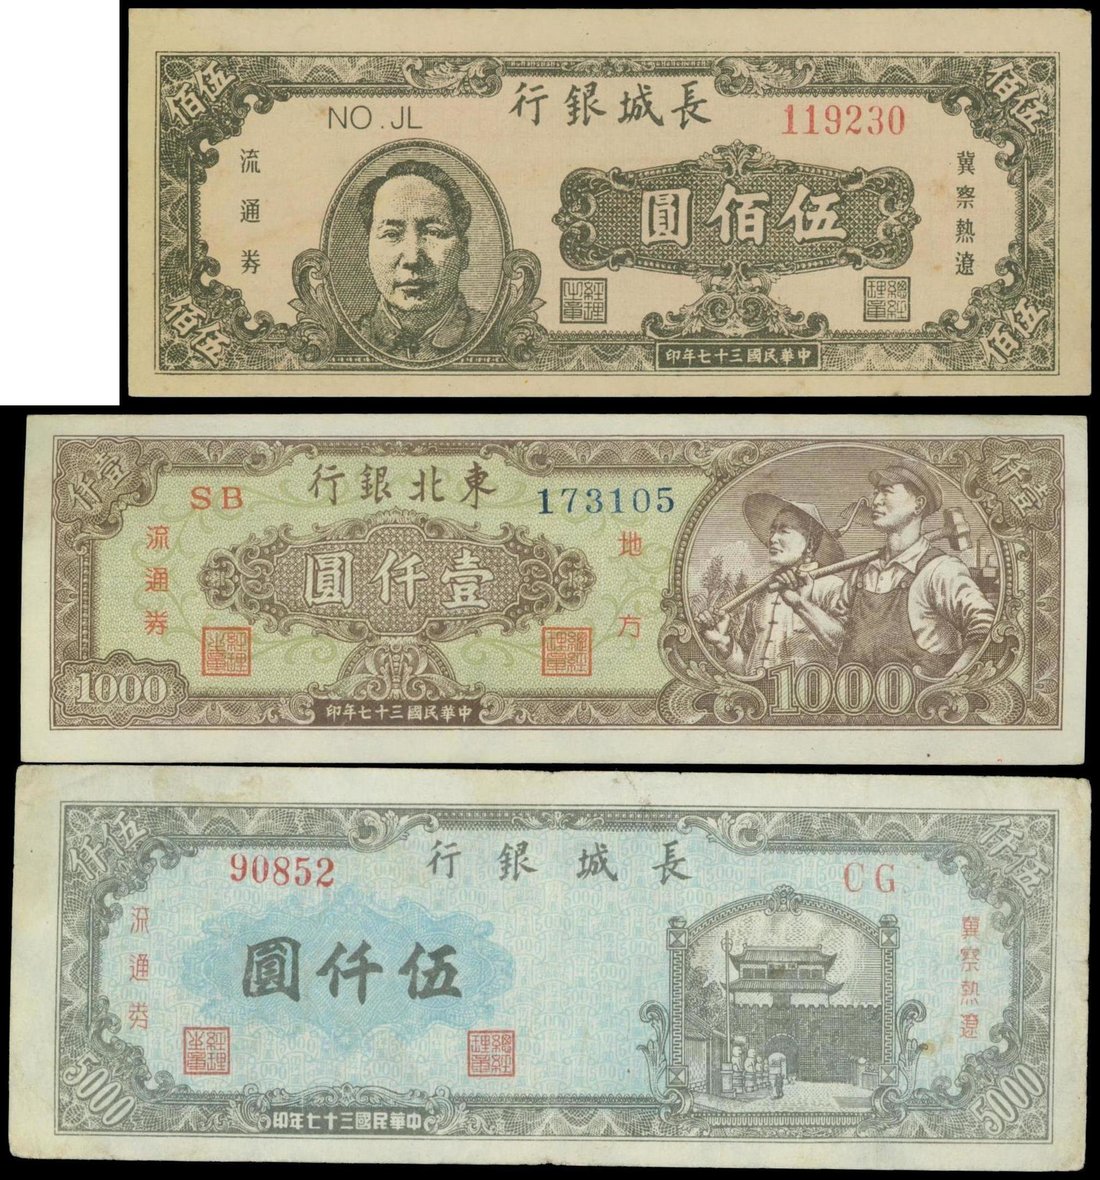 伍佰
伍佰
長城銀行
NO.JL
119230
冀察熱遼
流通券
伍佰圓
總經理章
經理之章
伍佰
伍佰
中華民國三十七年印
壹仟
壹仟
東北銀行
SB
173105
地方
流通券
壹仟圓
總經理章
經理之章
1000
1000
中華民國三十七年印
伍仟
伍仟
長城銀行
90852
CG
冀察熱遼
流通券
伍仟圓
總經理章
經理之章
5000
5000
中華民國三十七年印